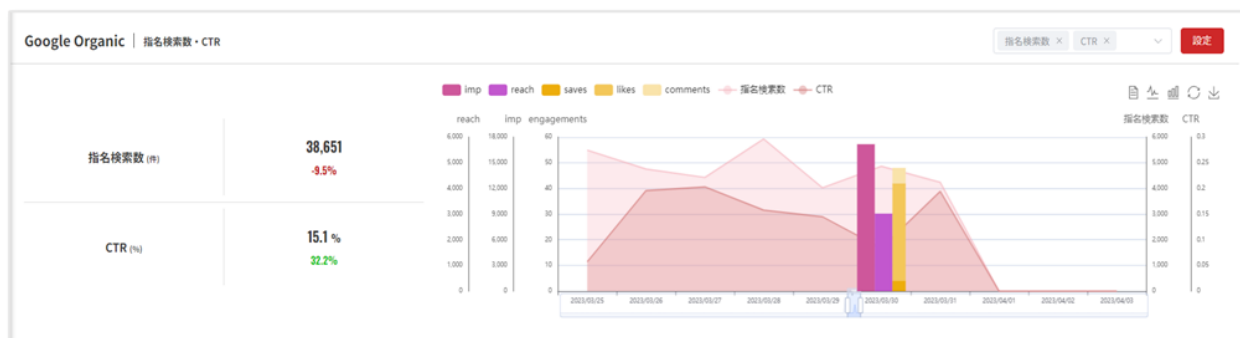 Google Organic | 指名検索数・CTR
指名検索数 × CTR × 設定
imp reach saves likes comments 指名検索数 CTR
reach imp engagements 指名検索数 CTR
6,000 18,000 60 6,000 0.3
5,000 15,000 50 5,000 0.25
4,000 12,000 40 4,000 0.2
3,000 9,000 30 3,000 0.15
2,000 6,000 20 2,000 0.1
1,000 3,000 10 1,000 0.05
0 0 0 0 0
指名検索数 (件) 38,651
-9.5%
CTR (%) 15.1 %
32.2%
2023/03/25 2023/03/26 2023/03/27 2023/03/28 2023/03/29 2023/03/30 2023/03/31 2023/04/01 2023/04/02 2023/04/03